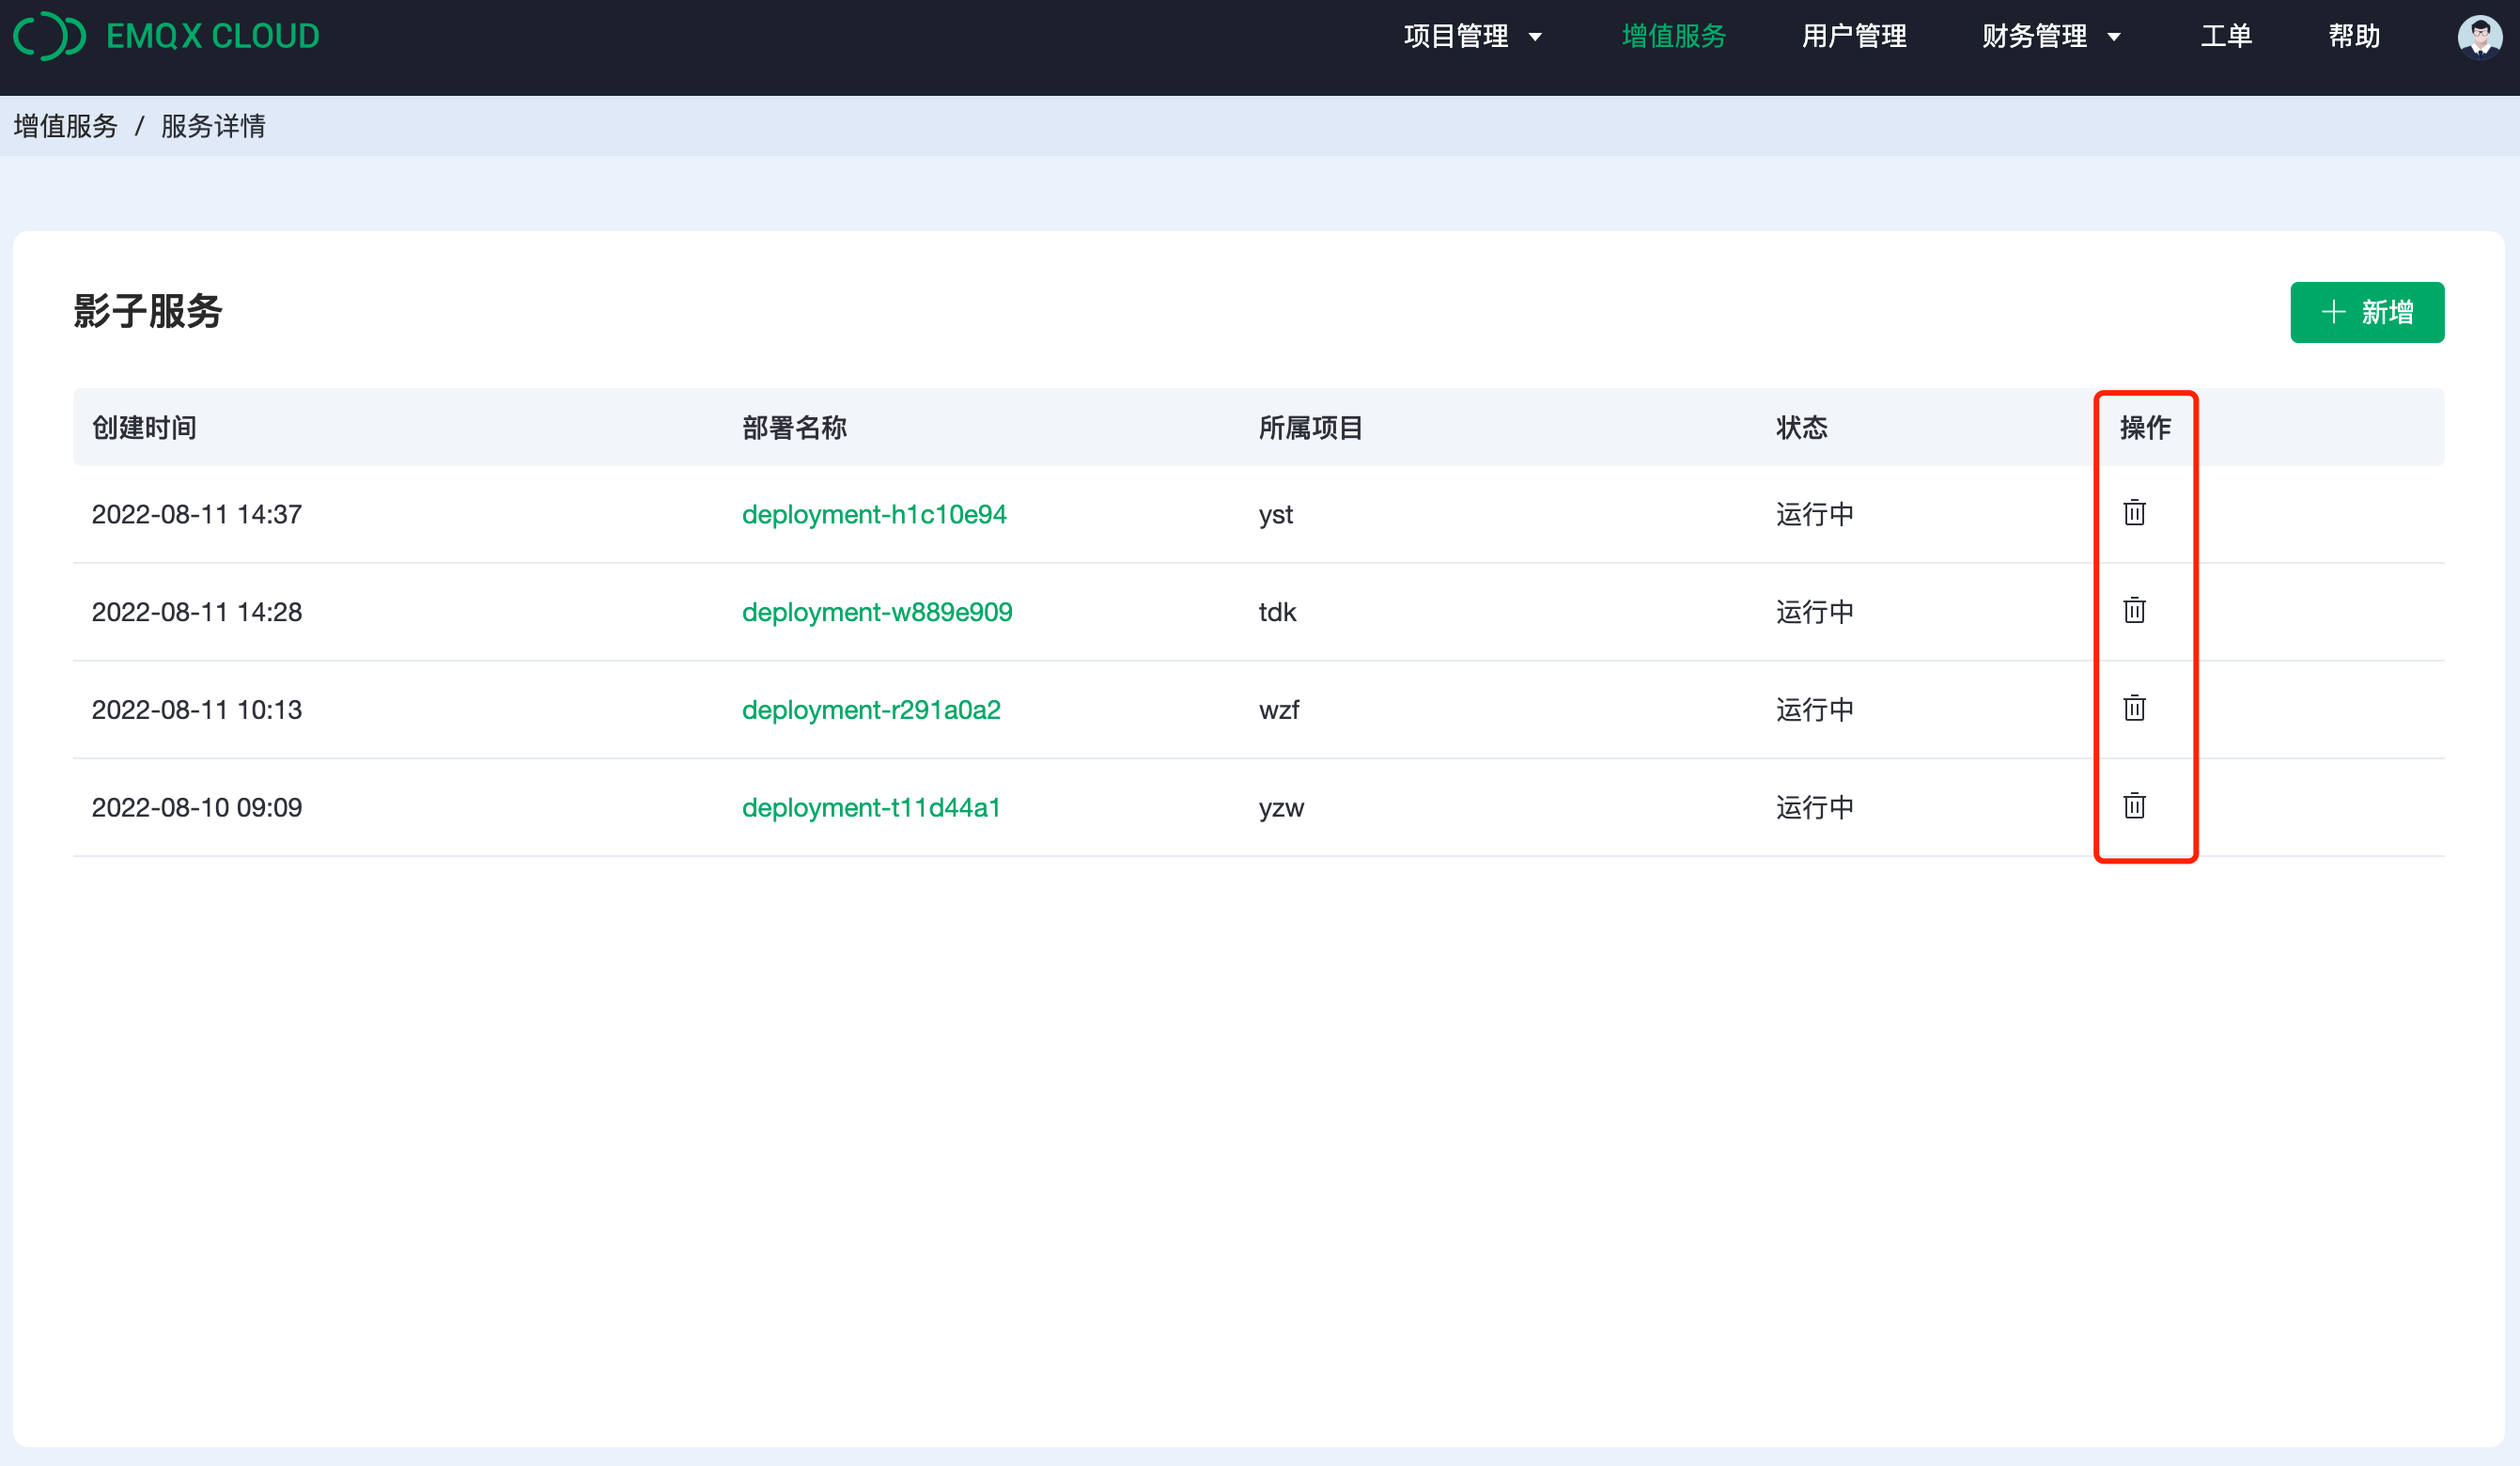 EMQX CLOUD 项目管理 增值服务 用户管理 财务管理 工单 帮助
增值服务 / 服务详情
影子服务 新增
创建时间 部署名称 所属项目 状态 操作
2022-08-11 14:37 deployment-h1c10e94 yst 运行中
2022-08-11 14:28 deployment-w889e909 tdk 运行中
2022-08-11 10:13 deployment-r291a0a2 wzf 运行中
2022-08-10 09:09 deployment-t11d44a1 yzw 运行中